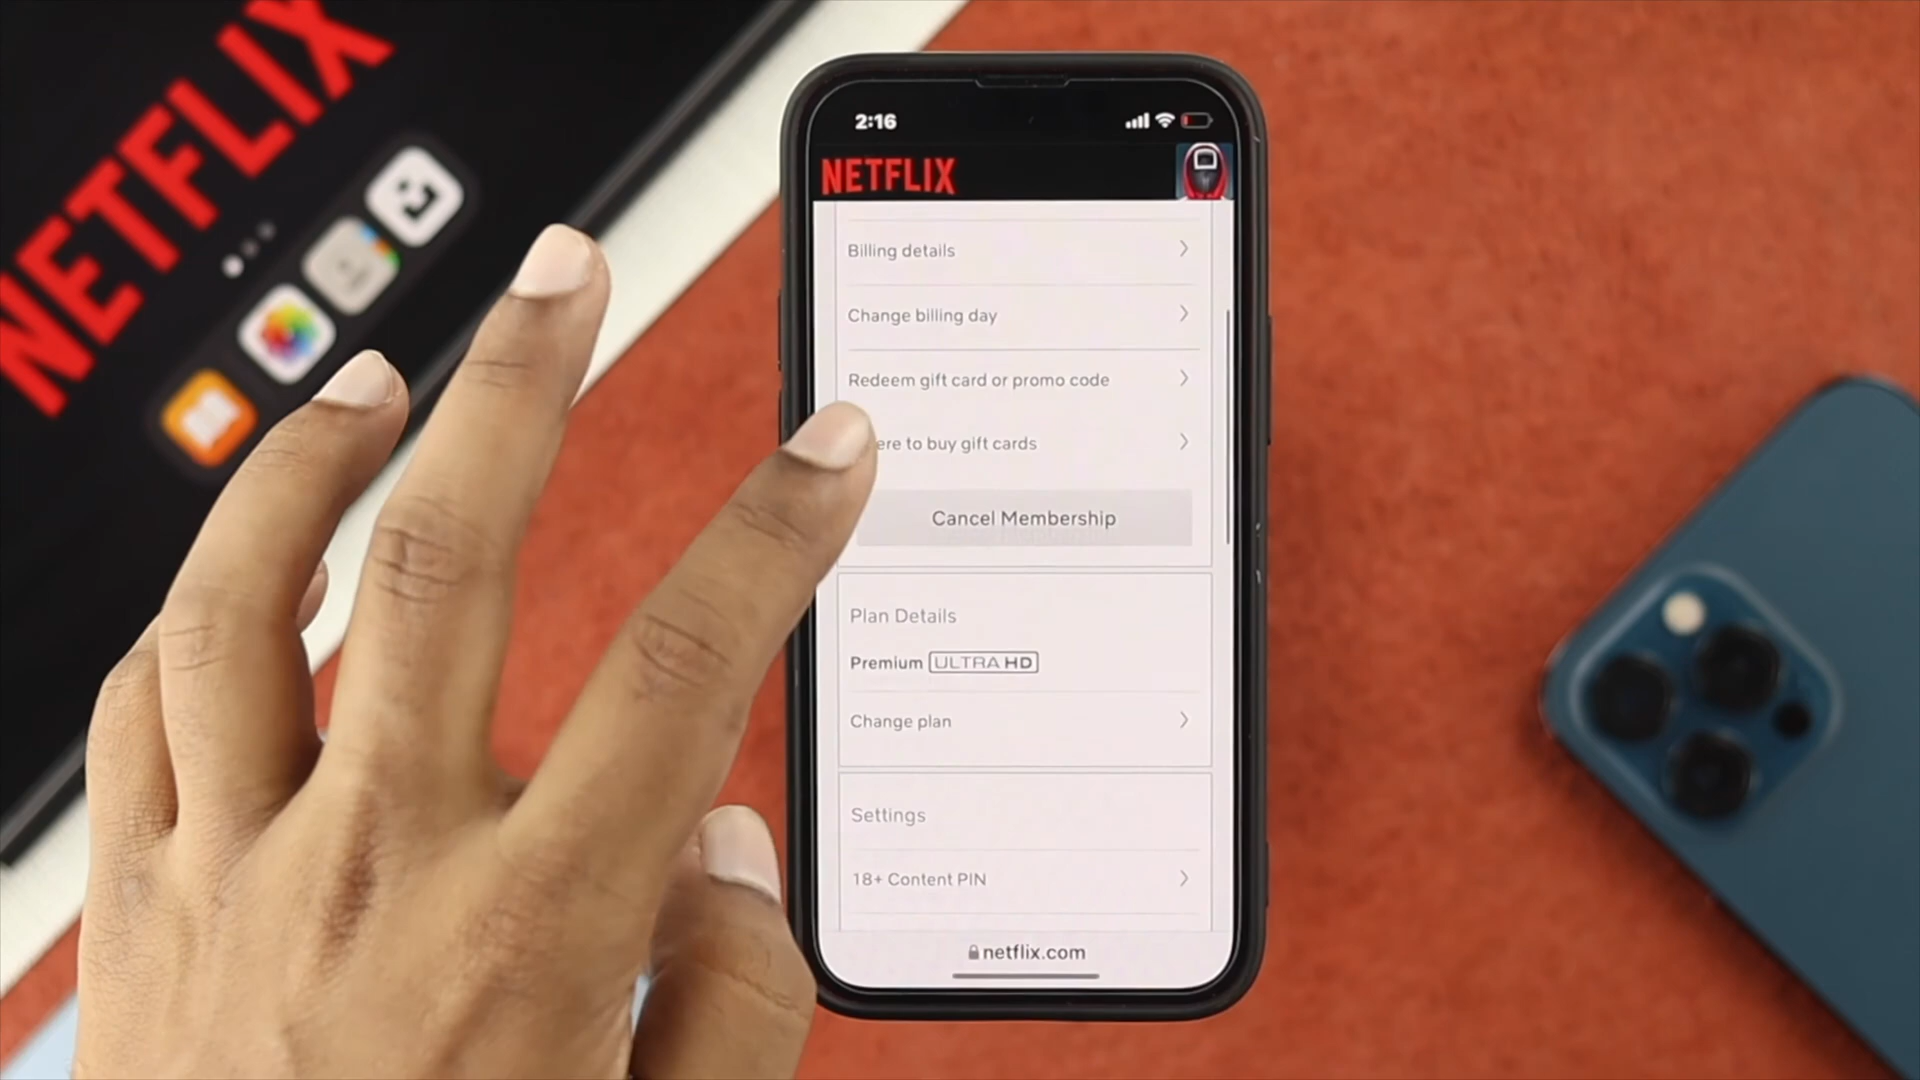 NETFLIX
2:16
NETFLIX
Billing details
Change billing day
Redeem gift card or promo code
ere to buy gift cards
Cancel Membership
Plan Details
Premium ULTRA HD
Change plan
Settings
18+ Content PIN
netflix.com